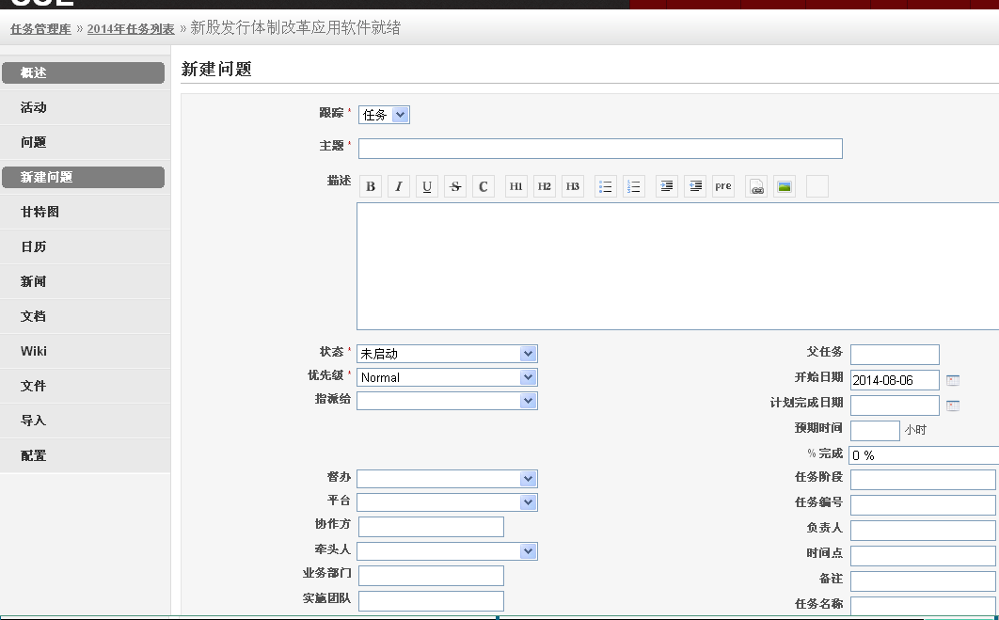 任务管理库 » 2014年任务列表 » 新股发行体制改革应用软件就绪
概述
活动
问题
新建问题
甘特图
日历
新闻
文档
Wiki
文件
导入
配置
新建问题
跟踪 * 任务
主题 *
描述 B I U S C H1 H2 H3 pre
状态 * 未启动
优先级 * Normal
指派给
父任务
开始日期 2014-08-06
计划完成日期
预期时间 小时
% 完成 0 %
督办
平台
协作方
牵头人
业务部门
实施团队
任务阶段
任务编号
负责人
时间点
备注
任务名称